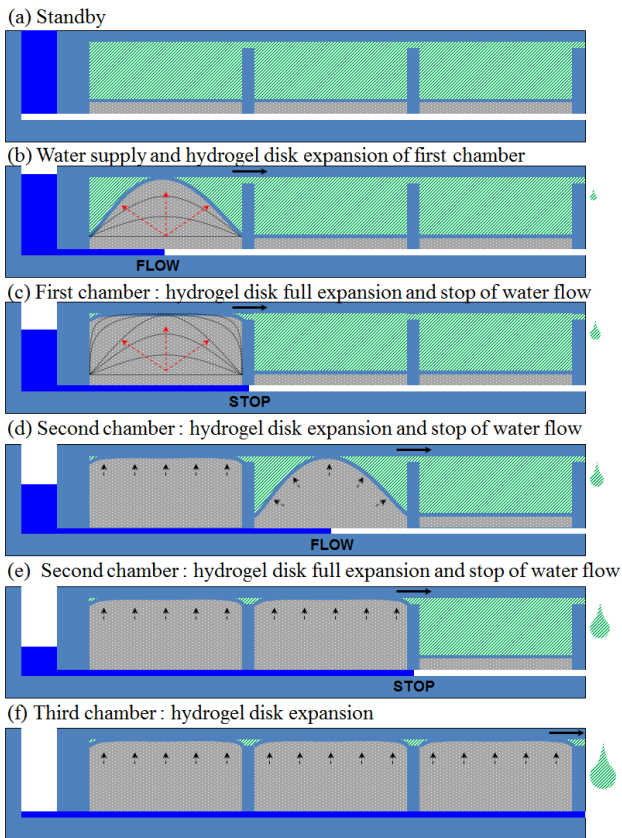 (a) Standby
(b) Water supply and hydrogel disk expansion of first chamber
FLOW
(c) First chamber : hydrogel disk full expansion and stop of water flow
STOP
(d) Second chamber : hydrogel disk expansion and stop of water flow
FLOW
(e) Second chamber : hydrogel disk full expansion and stop of water flow
STOP
(f) Third chamber : hydrogel disk expansion